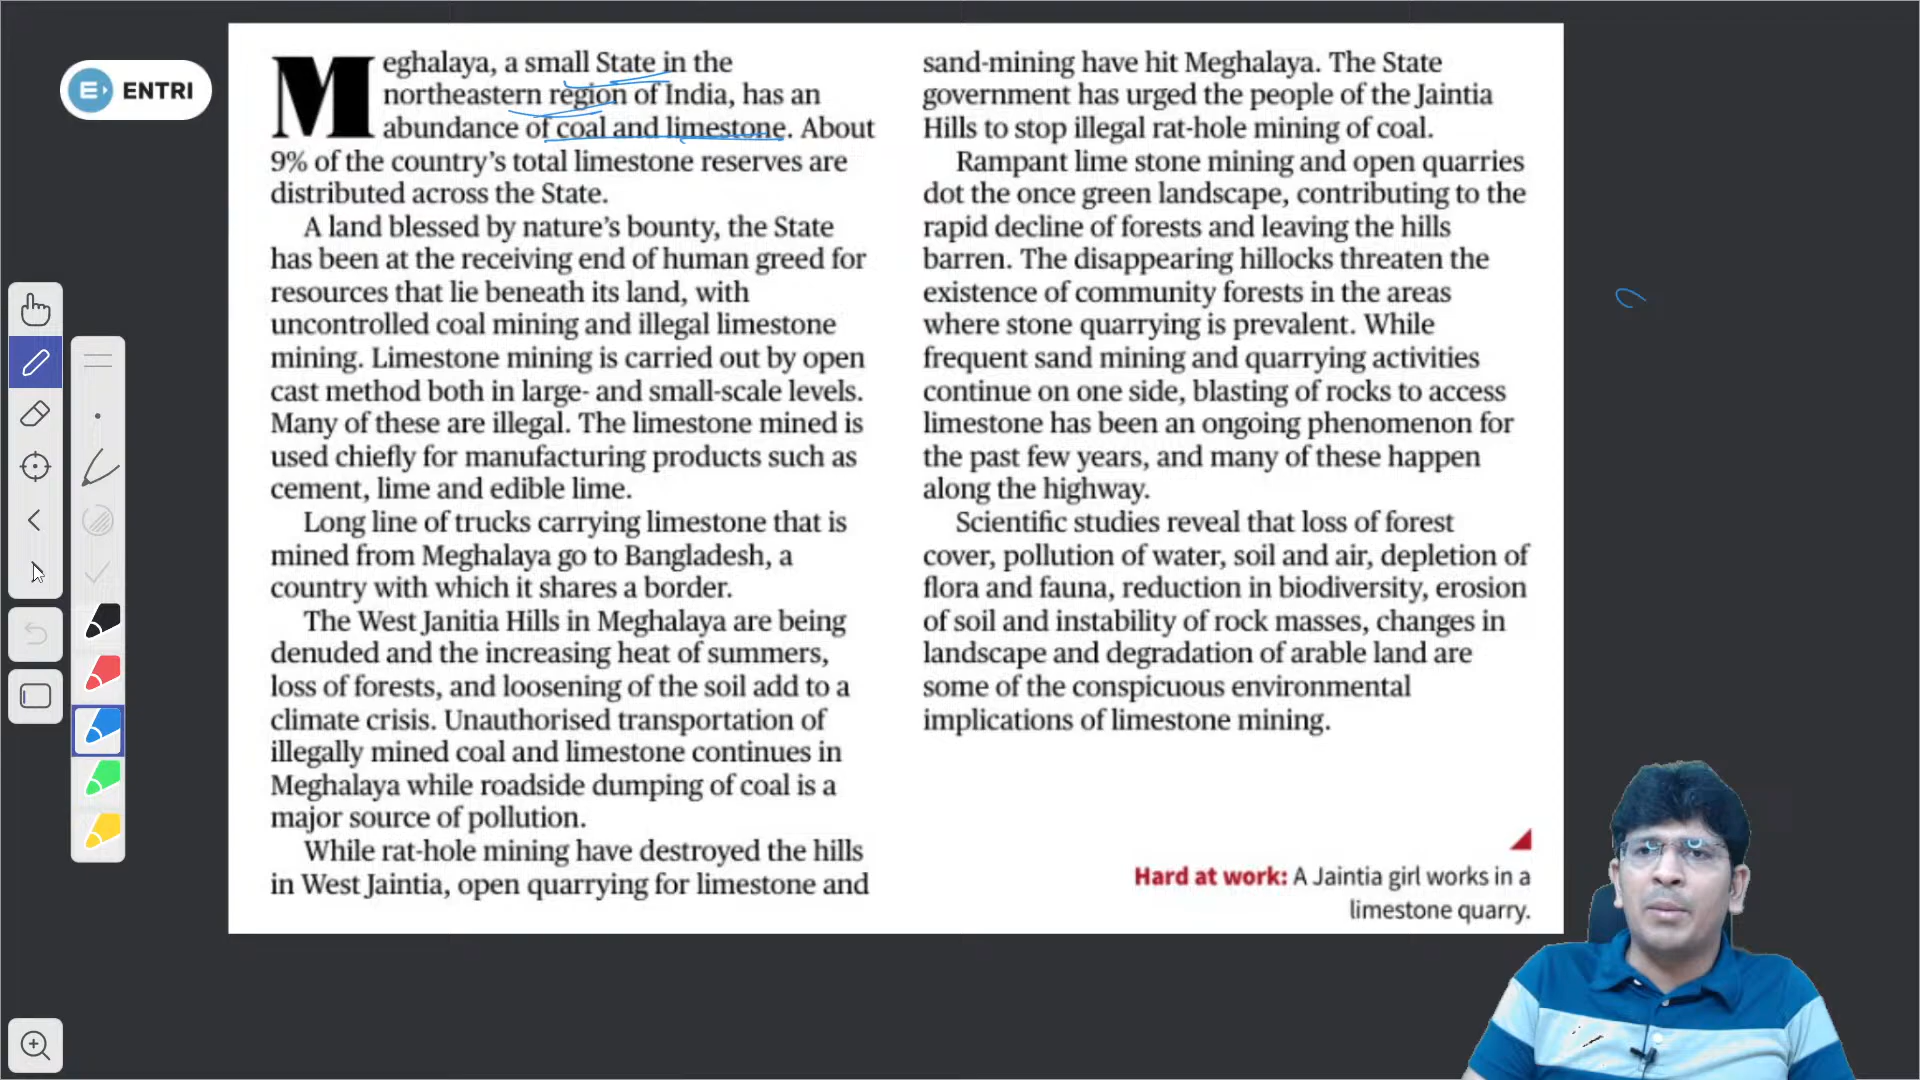 ENTRI
Meghalaya, a small State in the
northeastern region of India, has an
abundance of coal and limestone. About
9% of the country's total limestone reserves are
distributed across the State.
A land blessed by nature's bounty, the State
has been at the receiving end of human greed for
resources that lie beneath its land, with
uncontrolled coal mining and illegal limestone
mining. Limestone mining is carried out by open
cast method both in large- and small-scale levels.
Many of these are illegal. The limestone mined is
used chiefly for manufacturing products such as
cement, lime and edible lime.
Long line of trucks carrying limestone that is
mined from Meghalaya go to Bangladesh, a
country with which it shares a border.
The West Janitia Hills in Meghalaya are being
denuded and the increasing heat of summers,
loss of forests, and loosening of the soil add to a
climate crisis. Unauthorised transportation of
illegally mined coal and limestone continues in
Meghalaya while roadside dumping of coal is a
major source of pollution.
While rat-hole mining have destroyed the hills
in West Jaintia, open quarrying for limestone and
sand-mining have hit Meghalaya. The State
government has urged the people of the Jaintia
Hills to stop illegal rat-hole mining of coal.
Rampant lime stone mining and open quarries
dot the once green landscape, contributing to the
rapid decline of forests and leaving the hills
barren. The disappearing hillocks threaten the
existence of community forests in the areas
where stone quarrying is prevalent. While
frequent sand mining and quarrying activities
continue on one side, blasting of rocks to access
limestone has been an ongoing phenomenon for
the past few years, and many of these happen
along the highway.
Scientific studies reveal that loss of forest
cover, pollution of water, soil and air, depletion of
flora and fauna, reduction in biodiversity, erosion
of soil and instability of rock masses, changes in
landscape and degradation of arable land are
some of the conspicuous environmental
implications of limestone mining.
Hard at work: A Jaintia girl works in a
limestone quarry.